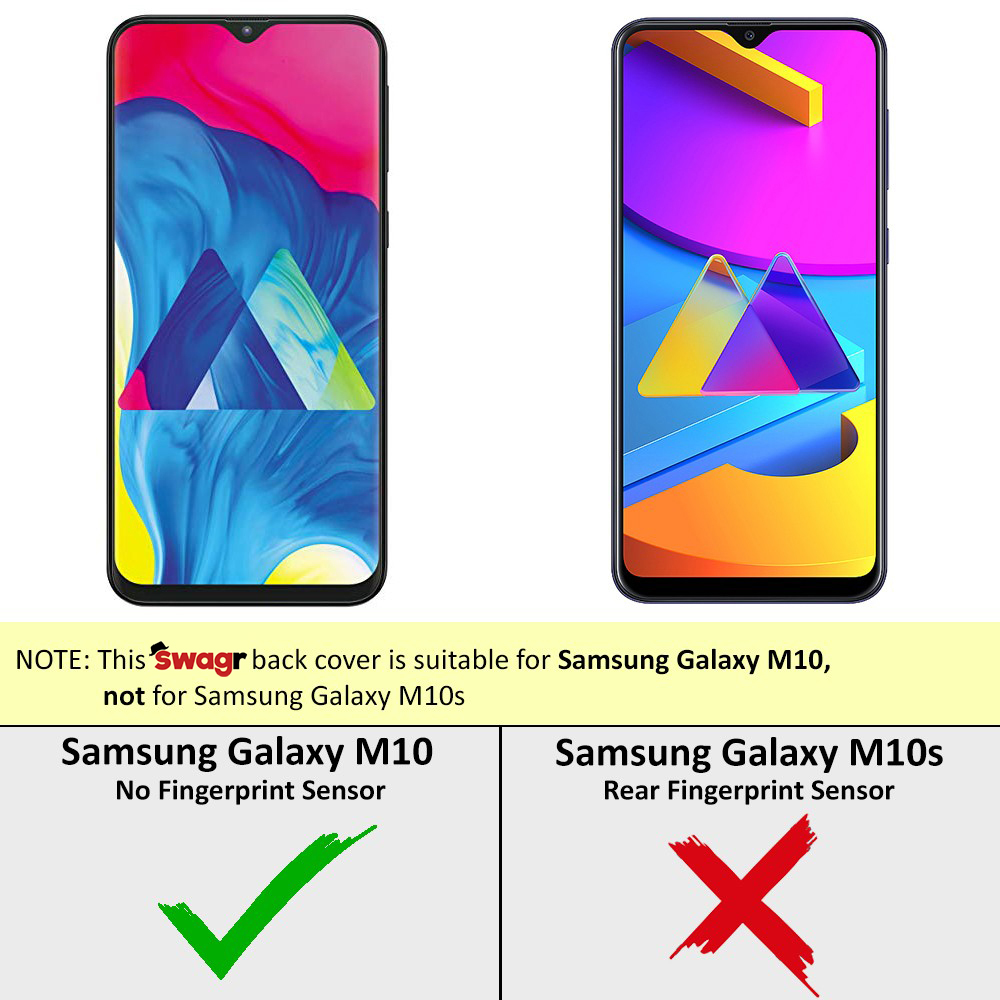 NOTE: This swagr back cover is suitable for Samsung Galaxy M10,
not for Samsung Galaxy M10s
Samsung Galaxy M10
No Fingerprint Sensor
Samsung Galaxy M10s
Rear Fingerprint Sensor